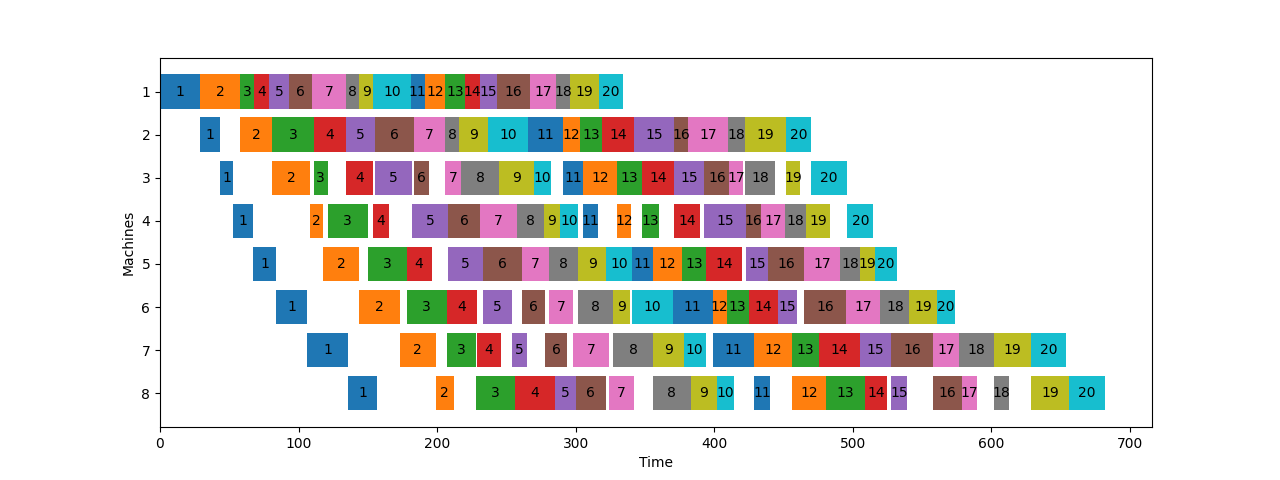 1 1 2 3 4 5 6 7 8 9 10 11 12 13 14 15 16 17 18 19 20
2 1 2 3 4 5 6 7 8 9 10 11 12 13 14 15 16 17 18 19 20
3 1 2 3 4 5 6 7 8 9 10 11 12 13 14 15 16 17 18 19 20
4 1 2 3 4 5 6 7 8 9 10 11 12 13 14 15 16 17 18 19 20
Machines
5 1 2 3 4 5 6 7 8 9 10 11 12 13 14 15 16 17 18 19 20
6 1 2 3 4 5 6 7 8 9 10 11 12 13 14 15 16 17 18 19 20
7 1 2 3 4 5 6 7 8 9 10 11 12 13 14 15 16 17 18 19 20
8 1 2 3 4 5 6 7 8 9 10 11 12 13 14 15 16 17 18 19 20
0 100 200 300 400 500 600 700
Time